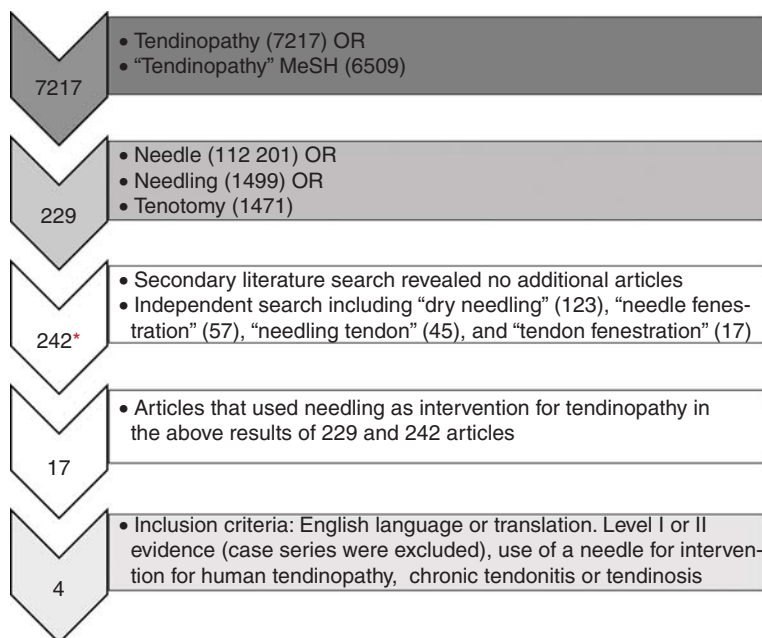 7217
• Tendinopathy (7217) OR
• “Tendinopathy” MeSH (6509)
229
• Needle (112 201) OR
• Needling (1499) OR
• Tenotomy (1471)
242*
• Secondary literature search revealed no additional articles
• Independent search including “dry needling” (123), “needle fenes-
tration” (57), “needling tendon” (45), and “tendon fenestration” (17)
17
• Articles that used needling as intervention for tendinopathy in
the above results of 229 and 242 articles
4
• Inclusion criteria: English language or translation. Level I or II
evidence (case series were excluded), use of a needle for interven-
tion for human tendinopathy, chronic tendonitis or tendinosis